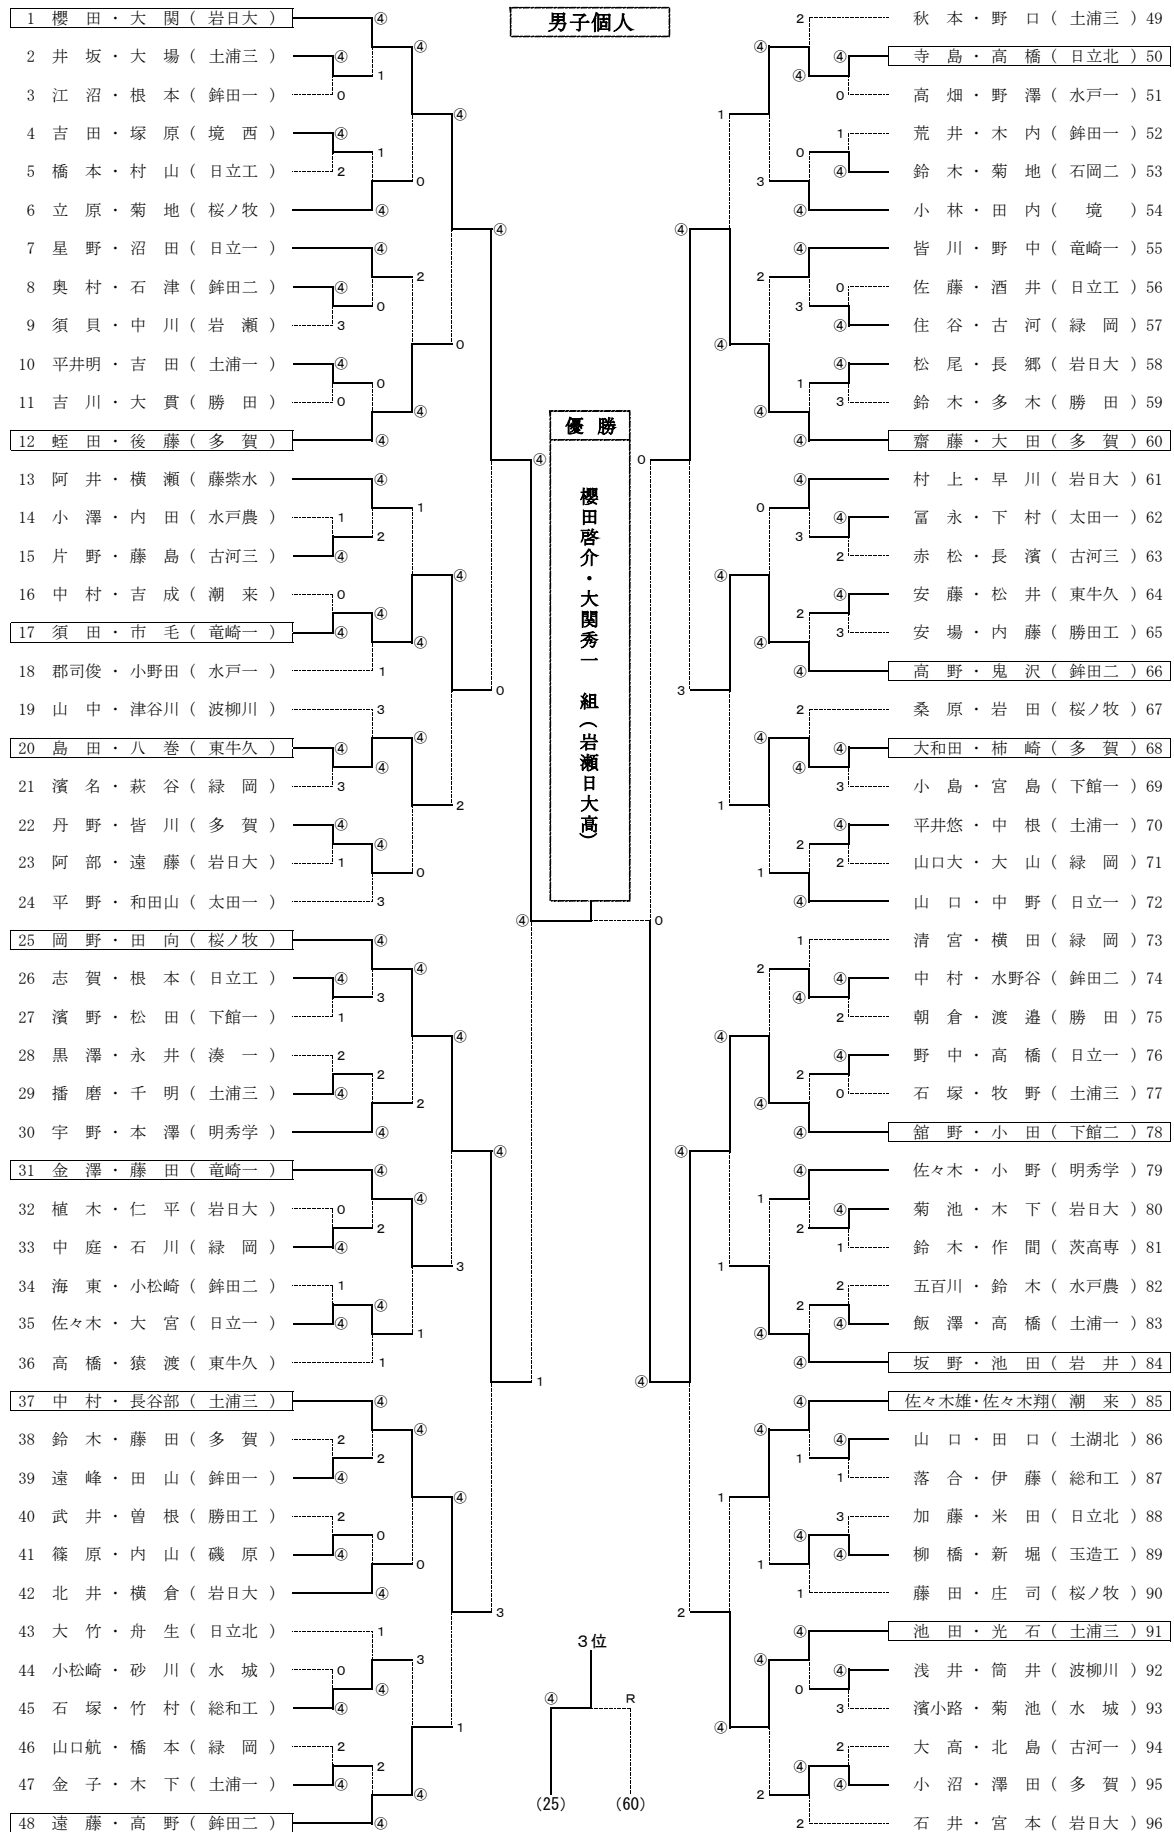 男子個人
1 櫻田・大関(岩日大)
2 井坂・大場(土浦三)
3 江沼・根本(鉾田一)
4 吉田・塚原(境西)
5 橋本・村山(日立工)
6 立原・菊地(桜ノ牧)
7 星野・沼田(日立一)
8 奥村・石津(鉾田二)
9 須貝・中川(岩瀬)
10 平井明・吉田(土浦一)
11 吉川・大貫(勝田)
12 蛭田・後藤(多賀)
13 阿井・横瀬(藤紫水)
14 小澤・内田(水戸農)
15 片野・藤島(古河三)
16 中村・吉成(潮来)
17 須田・市毛(竜崎一)
18 郡司俊・小野田(水戸一)
19 山中・津谷川(波柳川)
20 島田・八巻(東牛久)
21 濱名・萩谷(緑岡)
22 丹野・皆川(多賀)
23 阿部・遠藤(岩日大)
24 平野・和田山(太田一)
25 岡野・田向(桜ノ牧)
26 志賀・根本(日立工)
27 濱野・松田(下館一)
28 黒澤・永井(湊一)
29 播磨・千明(土浦三)
30 宇野・本澤(明秀学)
31 金澤・藤田(竜崎一)
32 植木・仁平(岩日大)
33 中庭・石川(緑岡)
34 海東・小松崎(鉾田二)
35 佐々木・大宮(日立一)
36 高橋・猿渡(東牛久)
37 中村・長谷部(土浦三)
38 鈴木・藤田(多賀)
39 遠峰・田山(鉾田一)
40 武井・曽根(勝田工)
41 篠原・内山(磯原)
42 北井・横倉(岩日大)
43 大竹・舟生(日立北)
44 小松崎・砂川(水城)
45 石塚・竹村(総和工)
46 山口航・橋本(緑岡)
47 金子・木下(土浦一)
48 遠藤・高野(鉾田二)
優勝
櫻田啓介・大関秀一 組(岩瀬日大高)
3位
④ R
(25) (60)
秋本・野口(土浦三)49
寺島・高橋(日立北)50
高畑・野澤(水戸一)51
荒井・木内(鉾田一)52
鈴木・菊地(石岡二)53
小林・田内(境)54
皆川・野中(竜崎一)55
佐藤・酒井(日立工)56
住谷・古河(緑岡)57
松尾・長郷(岩日大)58
鈴木・多木(勝田)59
齋藤・大田(多賀)60
村上・早川(岩日大)61
冨永・下村(太田一)62
赤松・長濱(古河三)63
安藤・松井(東牛久)64
安場・内藤(勝田工)65
高野・鬼沢(鉾田二)66
桑原・岩田(桜ノ牧)67
大和田・柿崎(多賀)68
小島・宮島(下館一)69
平井悠・中根(土浦一)70
山口大・大山(緑岡)71
山口・中野(日立一)72
清宮・横田(緑岡)73
中村・水野谷(鉾田二)74
朝倉・渡邉(勝田)75
野中・高橋(日立一)76
石塚・牧野(土浦三)77
舘野・小田(下館二)78
佐々木・小野(明秀学)79
菊池・木下(岩日大)80
鈴木・作間(茨高専)81
五百川・鈴木(水戸農)82
飯澤・高橋(土浦一)83
坂野・池田(岩井)84
佐々木雄・佐々木翔(潮来)85
山口・田口(土湖北)86
落合・伊藤(総和工)87
加藤・米田(日立北)88
柳橋・新堀(玉造工)89
藤田・庄司(桜ノ牧)90
池田・光石(土浦三)91
浅井・筒井(波柳川)92
濱小路・菊池(水城)93
大高・北島(古河一)94
小沼・澤田(多賀)95
石井・宮本(岩日大)96